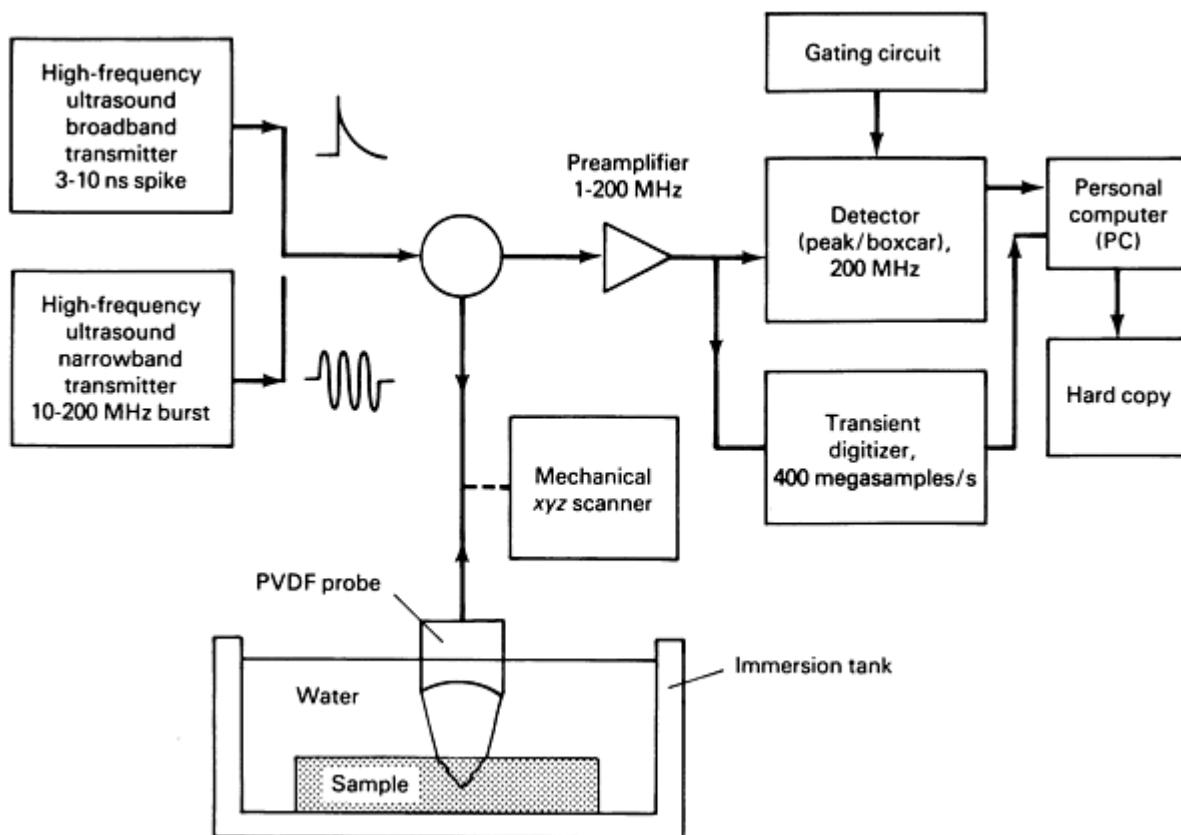 High-frequency
ultrasound
broadband
transmitter
3-10 ns spike
High-frequency
ultrasound
narrowband
transmitter
10-200 MHz burst
Preamplifier
1-200 MHz
Gating circuit
Detector
(peak/boxcar),
200 MHz
Personal
computer
(PC)
Transient
digitizer,
400 megasamples/s
Hard copy
Mechanical
xyz scanner
PVDF probe
Immersion tank
Water
Sample